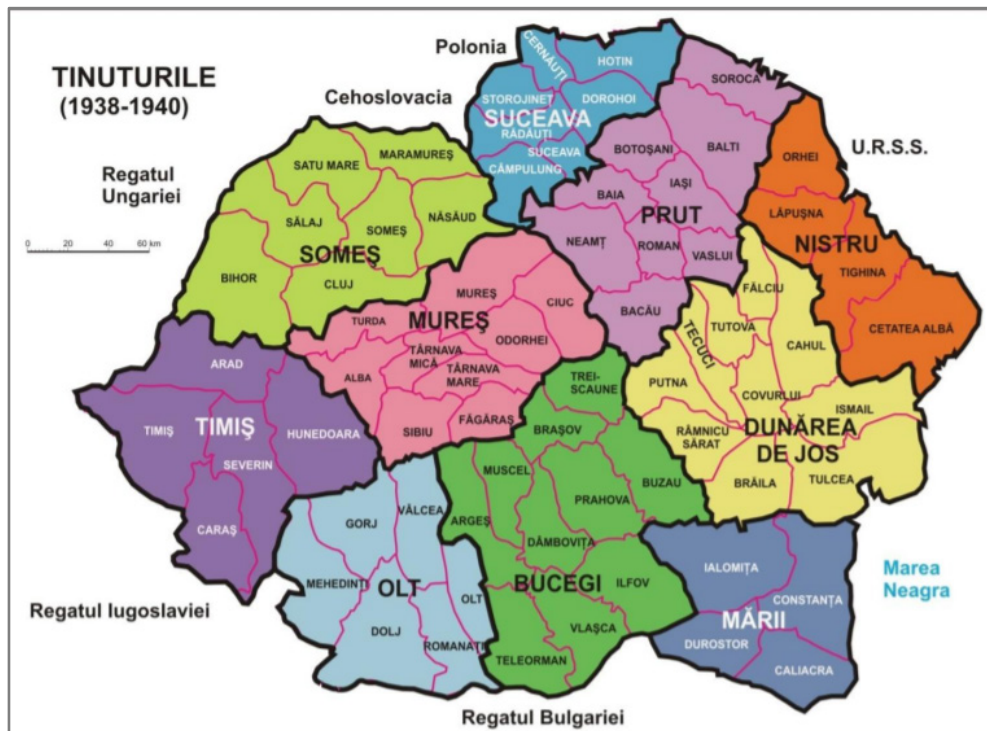 TINUTURILE
(1938-1940)
Polonia
Cehoslovacia
Regatul
Ungariei
U.R.S.S.
Marea
Neagra
Regatul Iugoslaviei
Regatul Bulgariei
0 20 40 60 km
CERNĂUȚI
HOTIN
STOROJINEȚ
DOROHOI
SUCEAVA
RĂDĂUȚI
SUCEAVA
CÂMPULUNG
SOROCA
BALTI
BOTOȘANI
IAȘI
BAIA
PRUT
NEAMȚ
ROMAN
VASLUI
BACĂU
ORHEI
LĂPUȘNA
NISTRU
TIGHINA
CETATEA ALBĂ
SATU MARE
MARAMUREȘ
SĂLAJ
SOMEȘ
NĂSĂUD
SOMEȘ
BIHOR
CLUJ
MUREȘ
CIUC
TURDA
MUREȘ
ODORHEI
TÂRNAVA
MICĂ
ALBA
TÂRNAVA
MARE
FĂGĂRAȘ
SIBIU
FĂLCIU
TUTOVA
TECUCI
CAHUL
PUTNA
COVURLUI
ISMAIL
RÂMNICU
SĂRAT
DUNĂREA
DE JOS
BRĂILA
TULCEA
ARAD
TIMIȘ
TIMIȘ
HUNEDOARA
SEVERIN
CARAȘ
TREI-
SCAUNE
BRAȘOV
MUSCEL
BUZAU
PRAHOVA
ARGEȘ
DÂMBOVIȚA
BUCEGI
ILFOV
VLAȘCA
TELEORMAN
GORJ
VÂLCEA
MEHEDINȚI
OLT
OLT
DOLJ
ROMANAȚI
IALOMIȚA
CONSTANȚA
MĂRII
DUROSTOR
CALIACRA